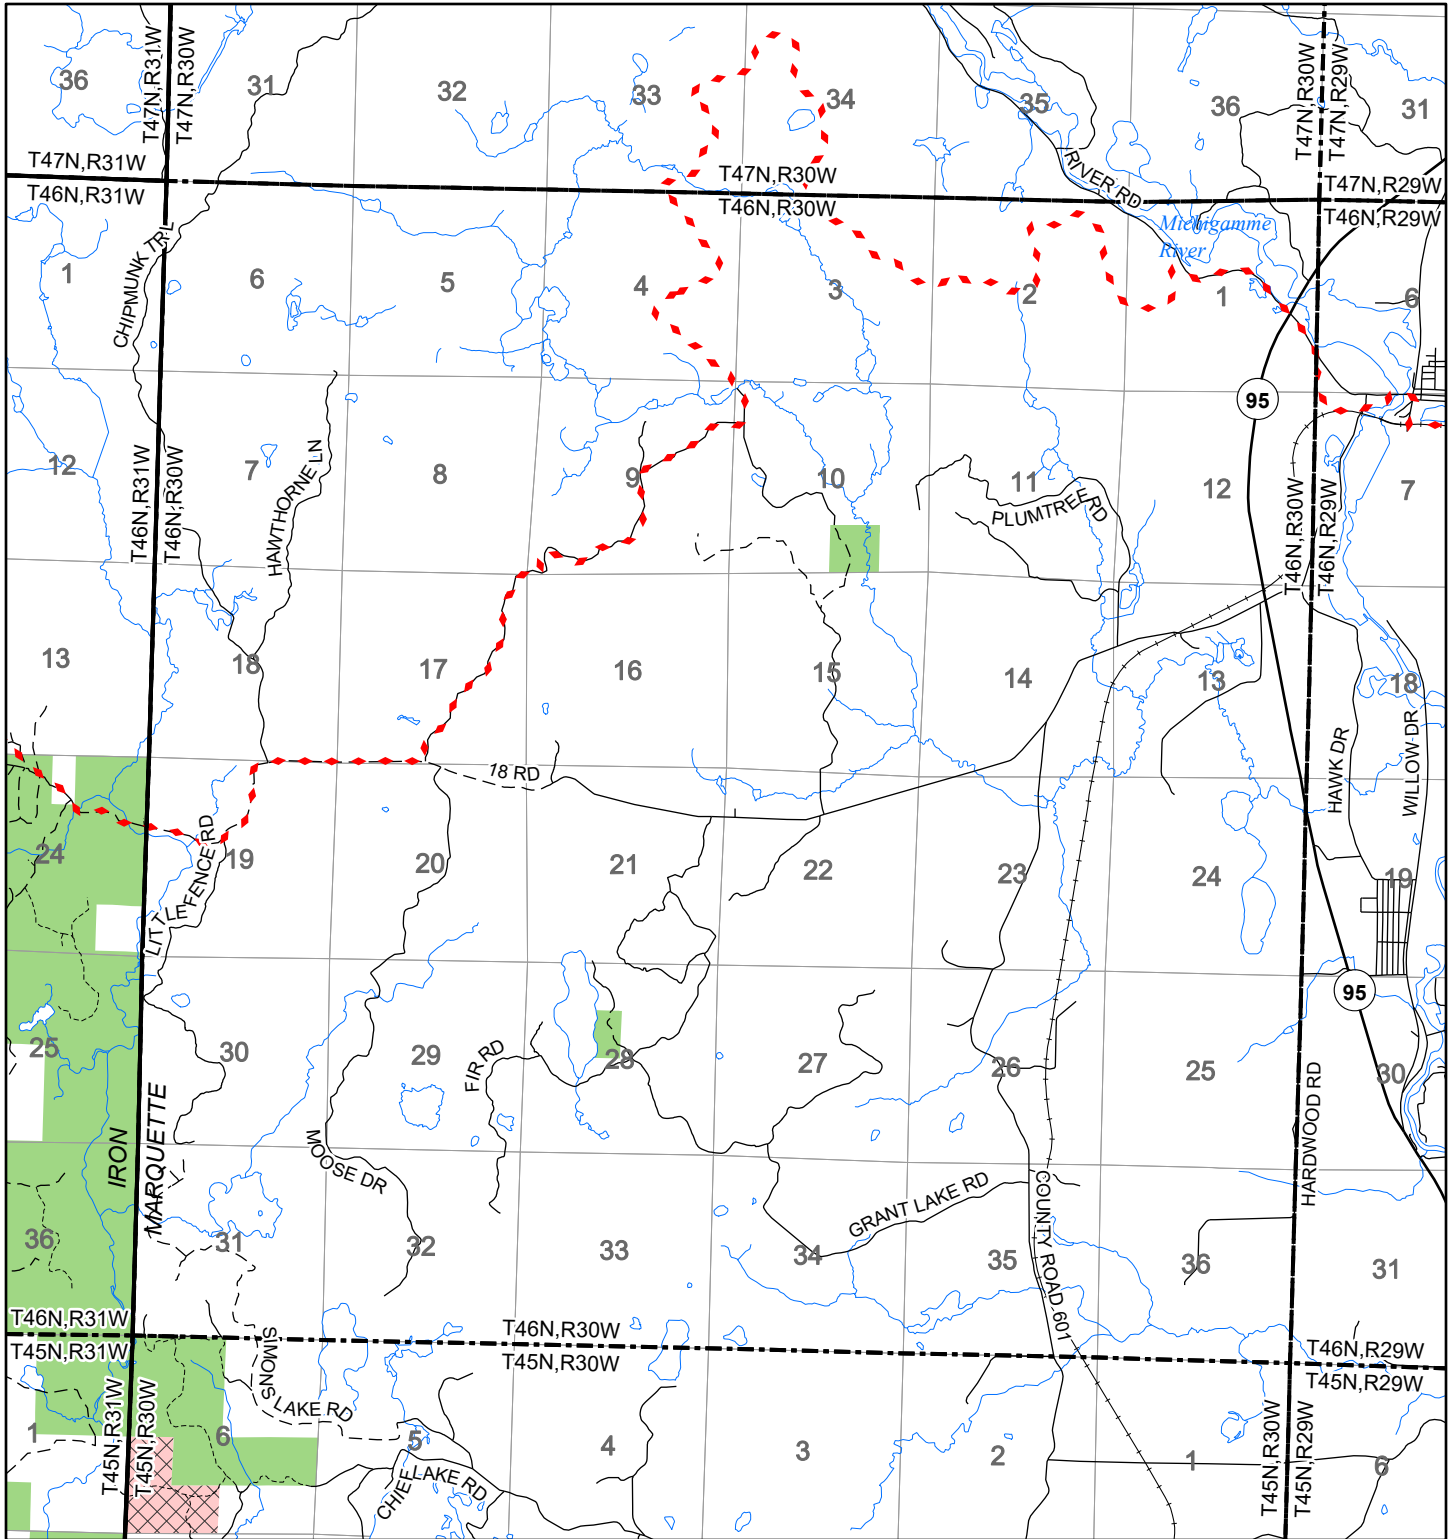 36
31
32
33
34
35
36
31
T47N,R31W
T47N,R30W
T47N,R30W
T47N,R29W
T47N,R31W
T46N,R31W
T47N,R30W
T46N,R30W
RIVER RD
T47N,R29W
T46N,R29W
Michigamme
River
CHIPMUNK TRL
1
6
5
4
3
2
1
6
95
12
7
8
9
10
11
12
7
T46N,R31W
T46N,R30W
HAWTHORNE LN
PLUMTREE RD
T46N,R30W
T46N,R29W
13
18
17
16
15
14
13
18
18 RD
HAWK DR
WILLOW DR
LITTLE FENCE RD
24
19
20
21
22
23
24
19
95
25
30
29
28
27
26
25
30
FIR RD
IRON
MARQUETTE
MOOSE DR
GRANT LAKE RD
COUNTY ROAD 601
HARDWOOD RD
36
31
32
33
34
35
36
31
T46N,R31W
T45N,R31W
T46N,R30W
T45N,R30W
T46N,R29W
T45N,R29W
SIMONS LAKE RD
T45N,R31W
T45N,R30W
1
6
5
4
3
2
1
6
CHIEF LAKE RD
T45N,R30W
T45N,R29W